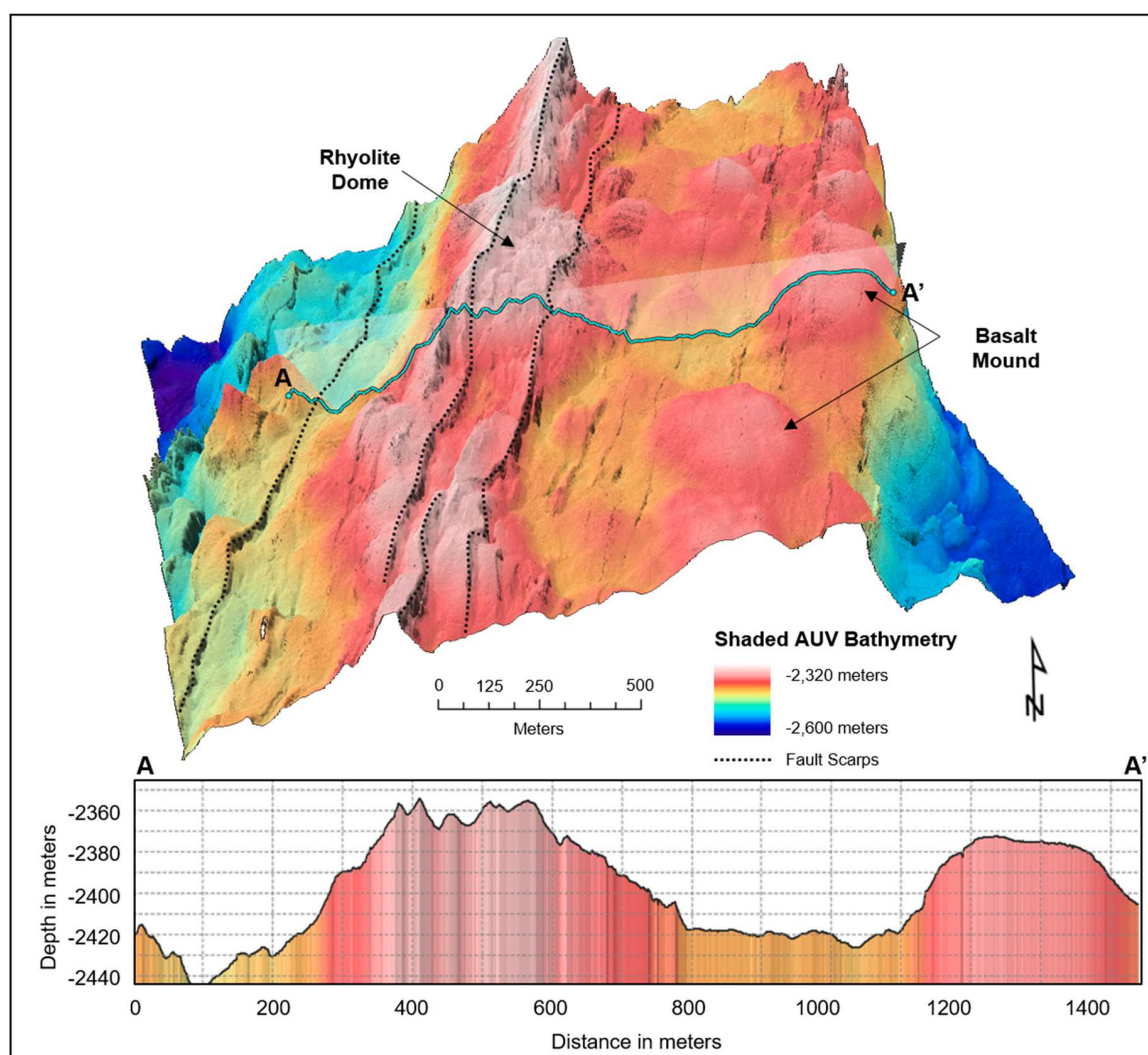 Rhyolite
Dome
A
A'
Basalt
Mound
Shaded AUV Bathymetry
-2,320 meters
-2,600 meters
Fault Scarps
0 125 250 500
Meters
N
A A'
-2360
-2380
-2400
-2420
-2440
Depth in meters
0 200 400 600 800 1000 1200 1400
Distance in meters